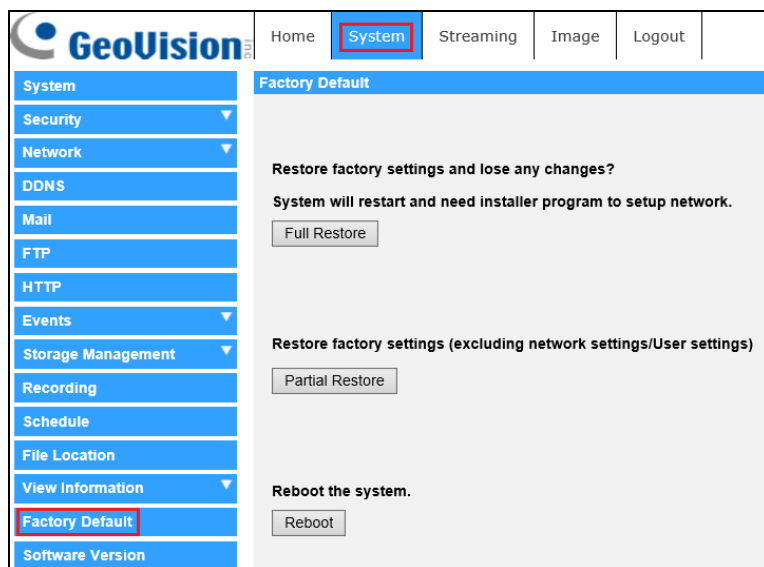 GeoVision inc
Home System Streaming Image Logout
System
Security
Network
DDNS
Mail
FTP
HTTP
Events
Storage Management
Recording
Schedule
File Location
View Information
Factory Default
Software Version
Factory Default
Restore factory settings and lose any changes?
System will restart and need installer program to setup network.
Full Restore
Restore factory settings (excluding network settings/User settings)
Partial Restore
Reboot the system.
Reboot